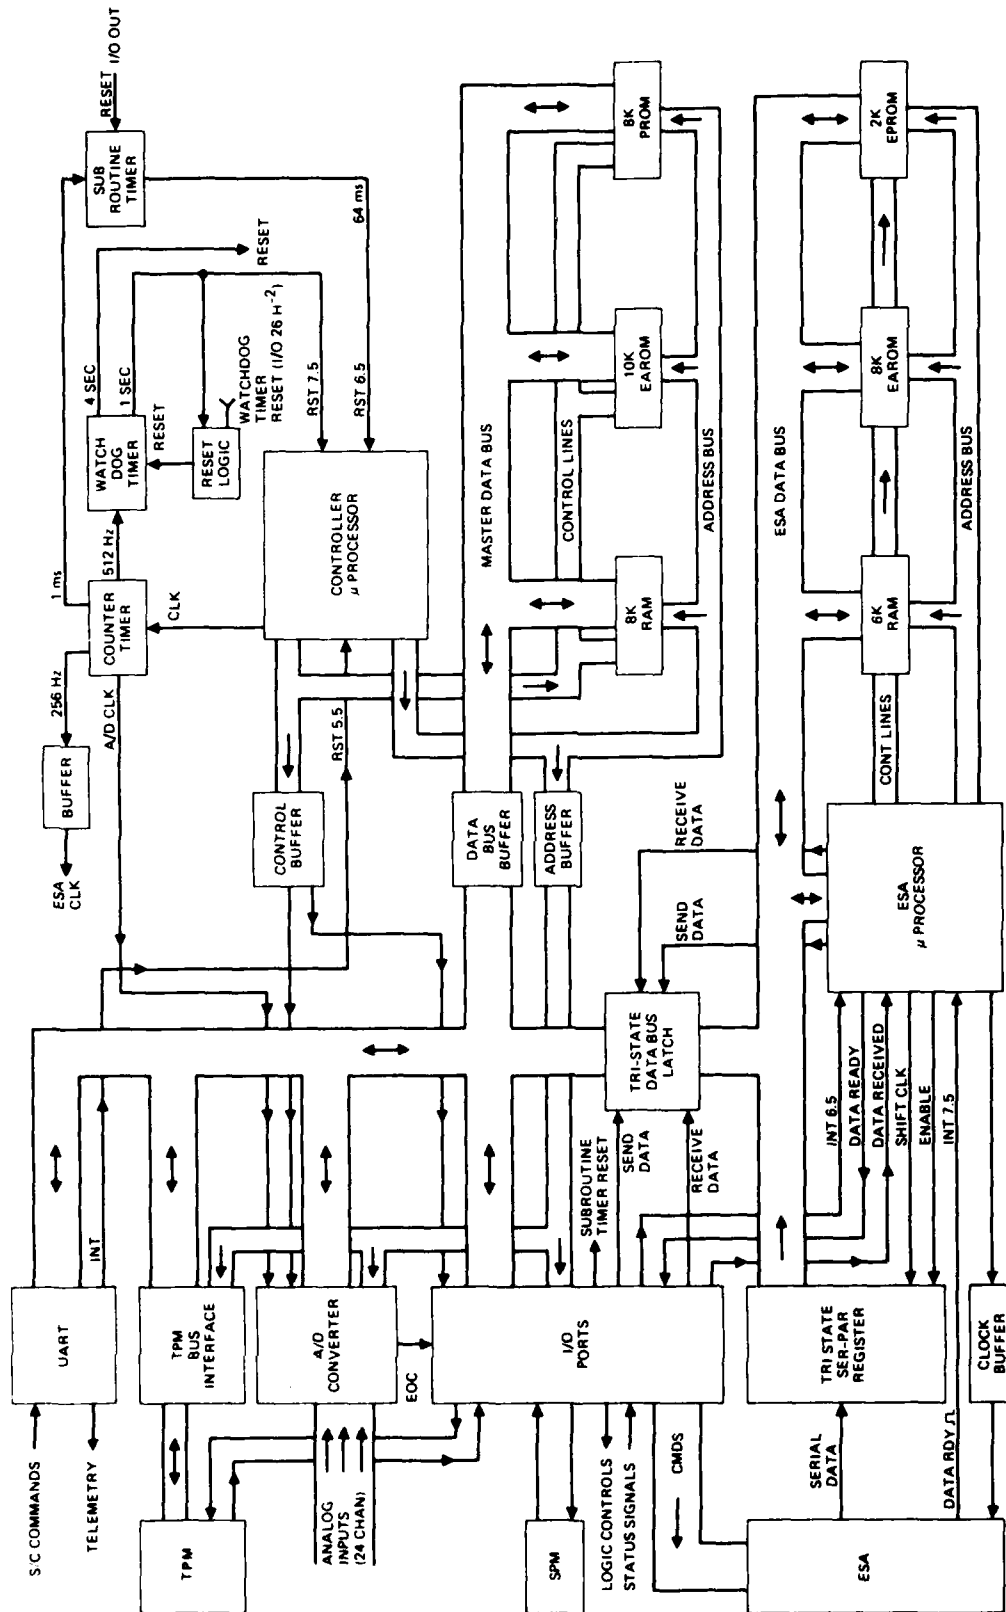 S/C COMMANDS
TELEMETRY
UART
INT
ESA
CLK
BUFFER
256 Hz
A/D CLK
COUNTER
TIMER
1 ms
512 Hz
CLK
WATCH
DOG
TIMER
4 SEC
1 SEC
RESET
RESET
LOGIC
WATCHDOG
TIMER
RESET (I/O 26 H-2)
RESET
SUB
ROUTINE
TIMER
RESET I/O OUT
64 ms
RST 7.5
RST 6.5
RST 5.5
CONTROLLER
μ PROCESSOR
CONTROL
BUFFER
TPM
TPM
BUS
INTERFACE
ANALOG
INPUTS
(24 CHAN)
A/D
CONVERTER
EOC
DATA
BUS
BUFFER
MASTER DATA BUS
ADDRESS
BUFFER
CONTROL LINES
8K
RAM
10K
EAROM
8K
PROM
ADDRESS BUS
SPM
I/O
PORTS
LOGIC CONTROLS
STATUS SIGNALS
CMDS
SUBROUTINE
TIMER RESET
SEND
DATA
RECEIVE
DATA
TRI-STATE
DATA BUS
LATCH
SEND
DATA
RECEIVE
DATA
ESA DATA BUS
ESA
SERIAL
DATA
TRI STATE
SER-PAR
REGISTER
INT 6.5
DATA READY
DATA RECEIVED
SHIFT CLK
ENABLE
INT 7.5
DATA RDY
CLOCK
BUFFER
ESA
μ PROCESSOR
CONT LINES
6K
RAM
8K
EAROM
2K
EPROM
ADDRESS BUS